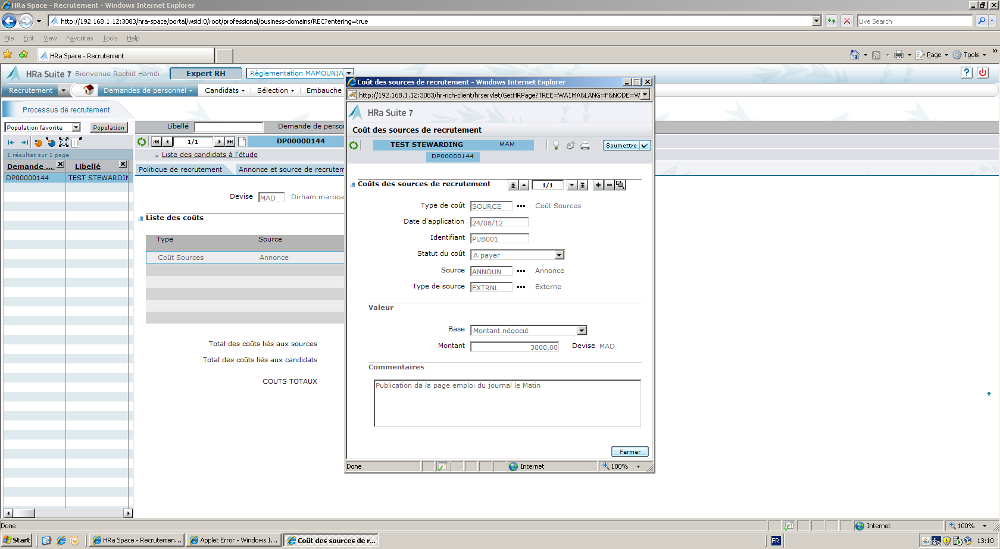 HRa Space - Recrutement - Windows Internet Explorer
http://192.168.1.12:3083/hra-space/portal/wsid:0/root/professional/business-domains/REC?entering=true
Live Search
File Edit View Favorites Tools Help
HRa Space - Recrutement
Page Tools »
HRa Suite 7 Bienvenue Rachid Hamdi Expert RH Règlementation MAMOUNIA
Recrutement Demandes de personnel Candidats Sélection Embauche
Processus de recrutement
Population favorite Population
1 résultat sur 1 page
Demande ... Libellé
DP00000144 TEST STEWARDIN
Libellé Demande de person
1/1 DP00000144
Liste des candidats à l'étude
Politique de recrutement Annonce et source de recrutem
Devise MAD Dirham maroca
Liste des coûts
Type Source
Coût Sources Annonce
Total des coûts liés aux sources
Total des coûts liés aux candidats
COUTS TOTAUX
Coût des sources de recrutement - Windows Internet Explorer
http://192.168.1.12:3083/hr-rich-client/hrservlet/GetHRPage?TREE=WA1MA&LANG=F&NODE=W
HRa Suite 7
Coût des sources de recrutement
TEST STEWARDING MAM Soumettre
DP00000144
Coûts des sources de recrutement 1/1
Type de coût SOURCE Coût Sources
Date d'application 24/08/12
Identifiant PUB001
Statut du coût A payer
Source ANNOUN Annonce
Type de source EXTRNL Externe
Valeur
Base Montant négocié
Montant 3000,00 Devise MAD
Commentaires
Publication da la page emploi du journal le Matin
Fermer
Done Internet 100%
Done Internet 100%
Start HRa Space - Recrutemen... Applet Error - Windows I... Coût des sources de r... FR 13:10